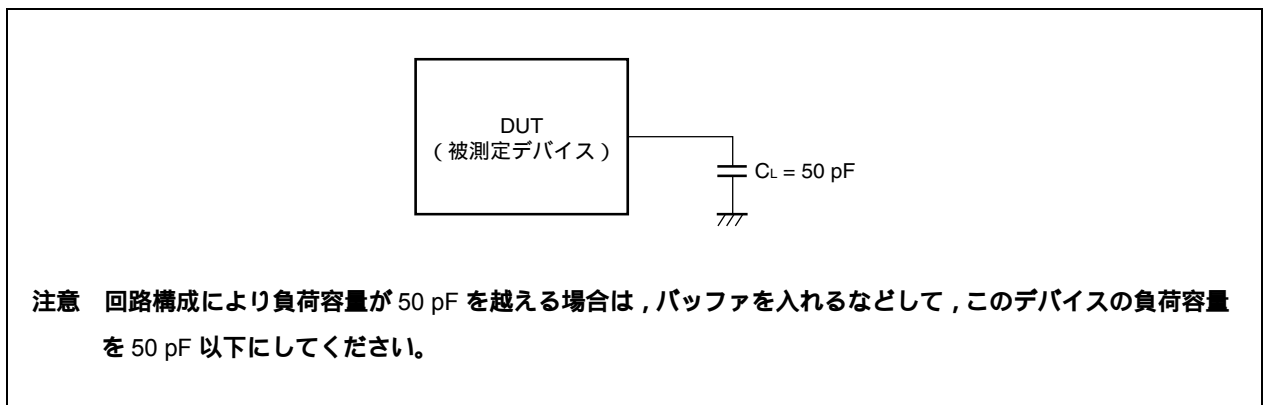 DUT
(被測定デバイス)
CL = 50 pF
注意 回路構成により負荷容量が 50 pF を越える場合は,バッファを入れるなどして,このデバイスの負荷容量
を 50 pF 以下にしてください。